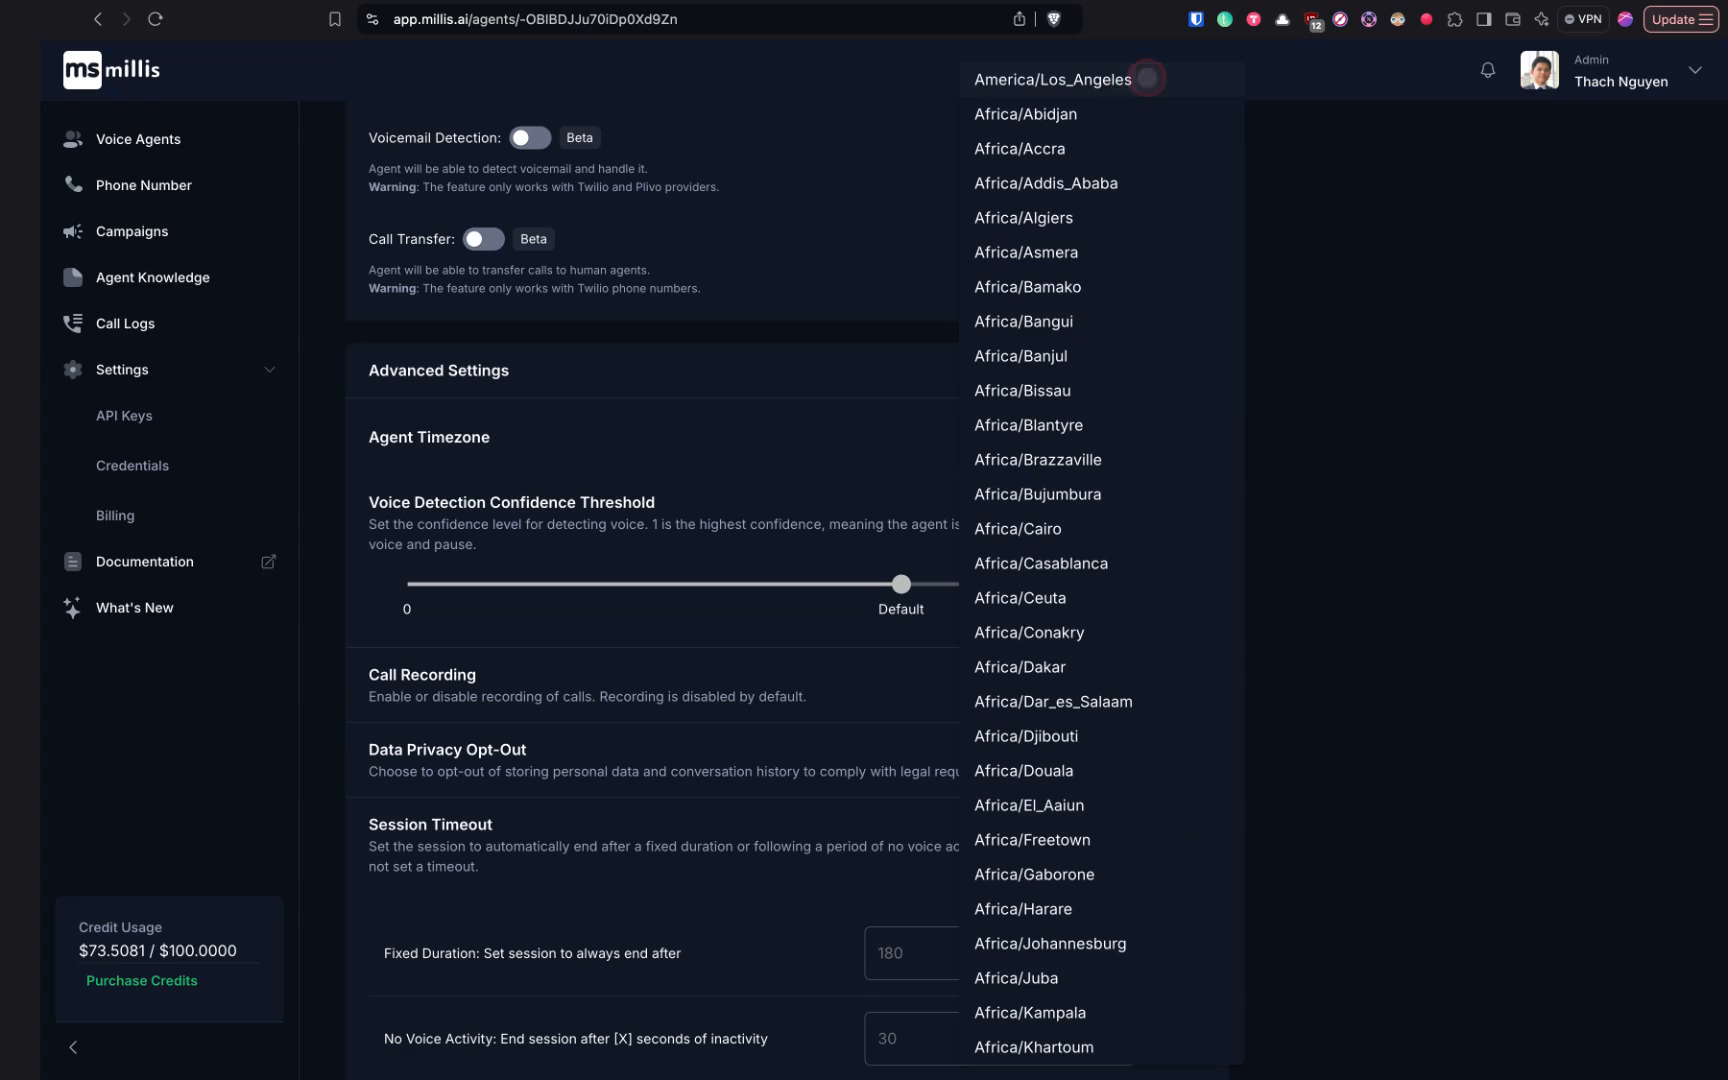 app.millis.ai/agents/-OBIBDJJu70iDp0Xd9Zn
12
VPN
Update
ms millis
Admin
Thach Nguyen
Voice Agents
Phone Number
Campaigns
Agent Knowledge
Call Logs
Settings
API Keys
Credentials
Billing
Documentation
What's New
Credit Usage
$73.5081 / $100.0000
Purchase Credits
Voicemail Detection:
Beta
Agent will be able to detect voicemail and handle it.
Warning: The feature only works with Twilio and Plivo providers.
Call Transfer:
Beta
Agent will be able to transfer calls to human agents.
Warning: The feature only works with Twilio phone numbers.
Advanced Settings
Agent Timezone
Voice Detection Confidence Threshold
Set the confidence level for detecting voice. 1 is the highest confidence, meaning the agent is
voice and pause.
0
Default
Call Recording
Enable or disable recording of calls. Recording is disabled by default.
Data Privacy Opt-Out
Choose to opt-out of storing personal data and conversation history to comply with legal requ
Session Timeout
Set the session to automatically end after a fixed duration or following a period of no voice ac
not set a timeout.
Fixed Duration: Set session to always end after
180
No Voice Activity: End session after [X] seconds of inactivity
30
America/Los_Angeles
Africa/Abidjan
Africa/Accra
Africa/Addis_Ababa
Africa/Algiers
Africa/Asmera
Africa/Bamako
Africa/Bangui
Africa/Banjul
Africa/Bissau
Africa/Blantyre
Africa/Brazzaville
Africa/Bujumbura
Africa/Cairo
Africa/Casablanca
Africa/Ceuta
Africa/Conakry
Africa/Dakar
Africa/Dar_es_Salaam
Africa/Djibouti
Africa/Douala
Africa/El_Aaiun
Africa/Freetown
Africa/Gaborone
Africa/Harare
Africa/Johannesburg
Africa/Juba
Africa/Kampala
Africa/Khartoum